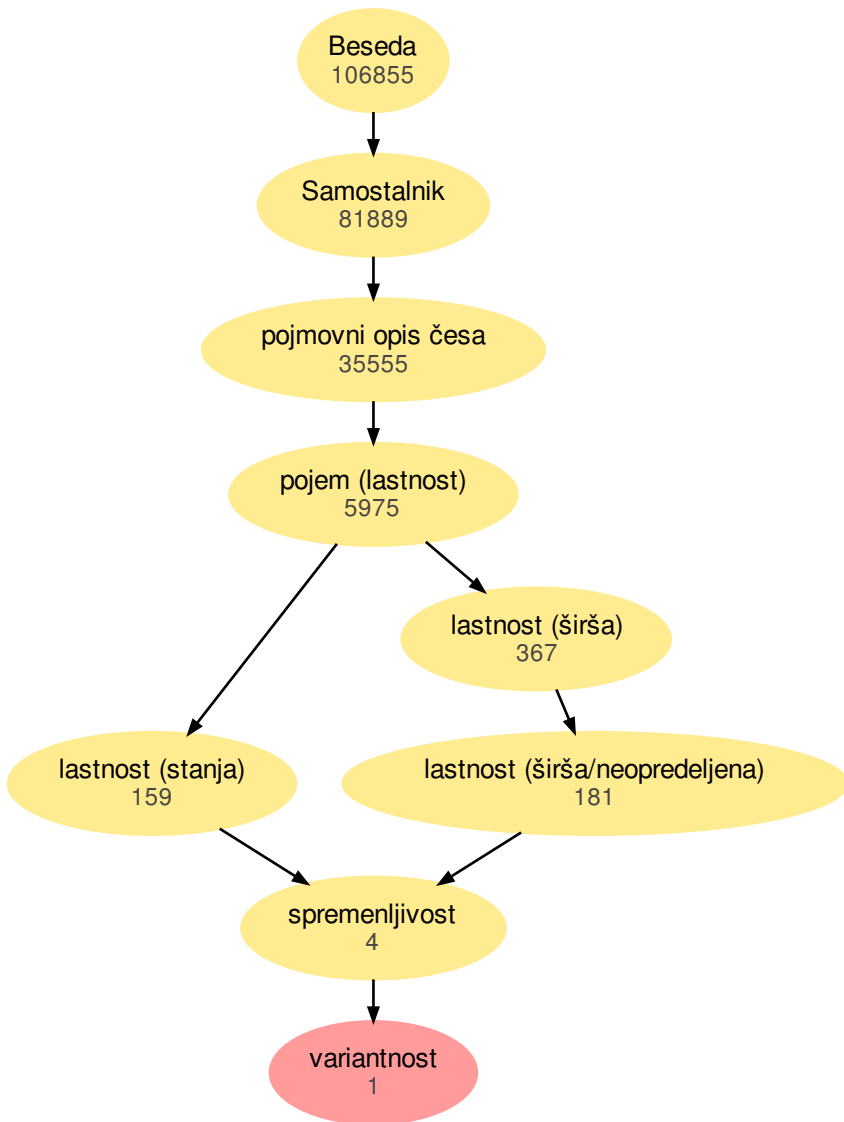 Beseda
106855
Samostalnik
81889
pojmovni opis česa
35555
pojem (lastnost)
5975
lastnost (širša)
367
lastnost (stanja)
159
lastnost (širša/neopredeljena)
181
spremenljivost
4
variantnost
1